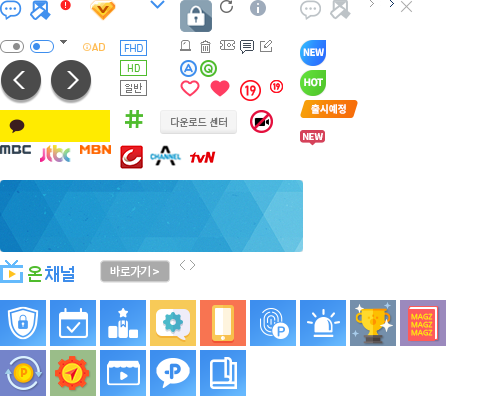 AD
FHD
NEW
HD
A
Q
HOT
일반
19
19
출시예정
#
다운로드 센터
NEW
MBC
jtbc
MBN
C
CHANNEL
tvN
온 채널
바로가기 >
P
MAGZ
MAGZ
MAGZ
P
P